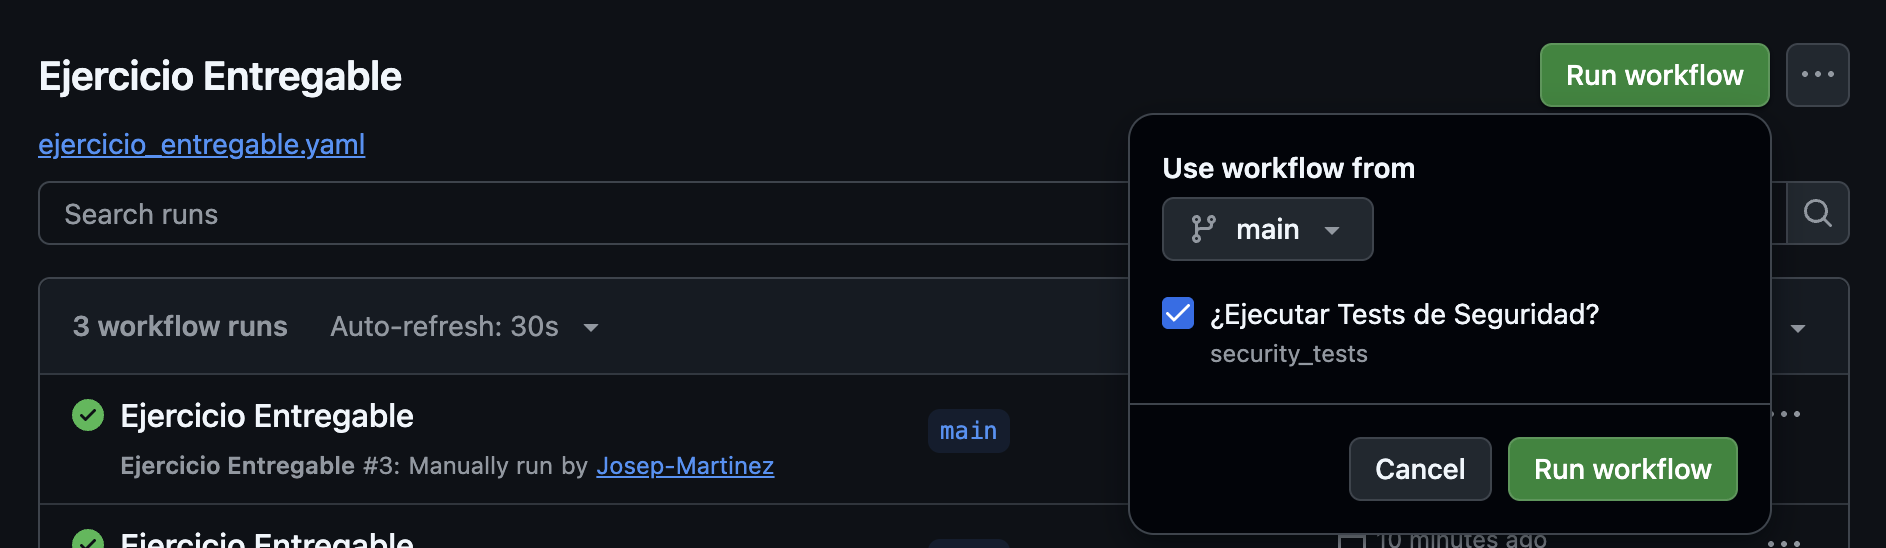 Ejercicio Entregable
Run workflow
ejercicio_entregable.yaml
Search runs
Use workflow from
main
¿Ejecutar Tests de Seguridad?
security_tests
Cancel
Run workflow
3 workflow runs
Auto-refresh: 30s
Ejercicio Entregable
main
Ejercicio Entregable #3: Manually run by Josep-Martinez
Ejercicio Entregable
10 minutes ago